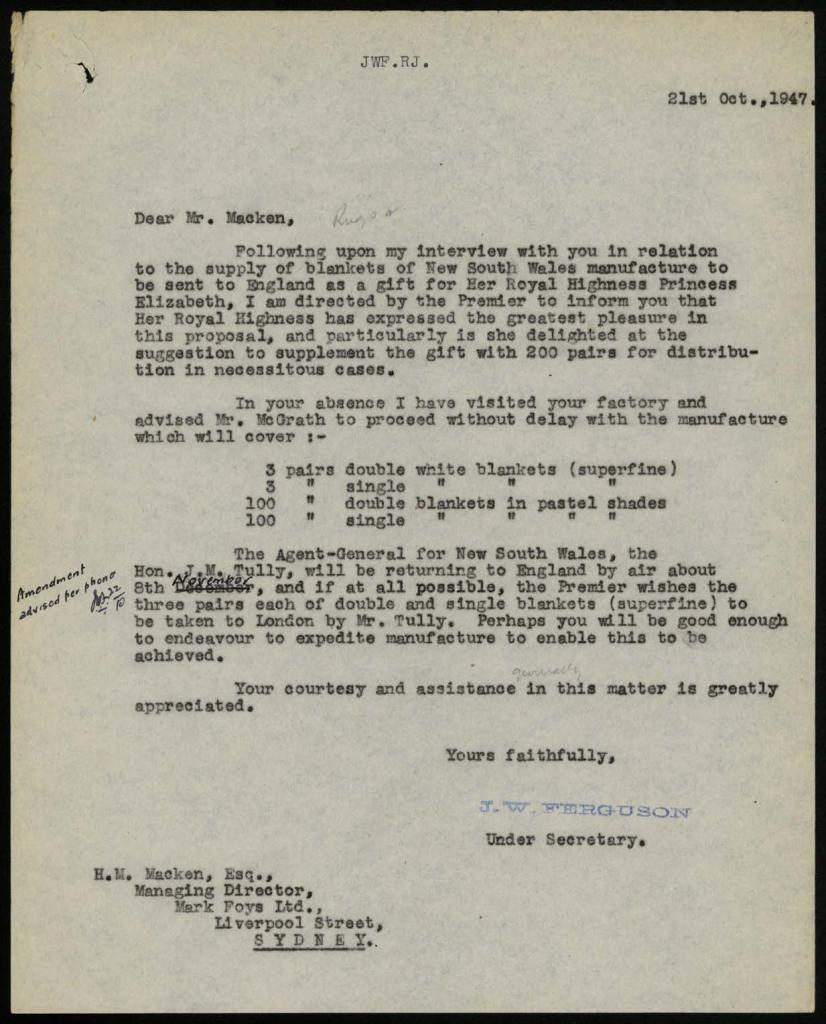 JWF.RJ.
21st Oct.,1947.
Dear Mr. Macken,
Following upon my interview with you in relation
to the supply of blankets of New South Wales manufacture to
be sent to England as a gift for Her Royal Highness Princess
Elizabeth, I am directed by the Premier to inform you that
Her Royal Highness has expressed the greatest pleasure in
this proposal, and particularly is she delighted at the
suggestion to supplement the gift with 200 pairs for distribu-
tion in necessitous cases.
In your absence I have visited your factory and
advised Mr. McGrath to proceed without delay with the manufacture
which will cover :-
3 pairs double white blankets (superfine)
3 " single " " "
100 " double blankets in pastel shades
100 " single " " " "
The Agent-General for New South Wales, the
Hon. J.M. Tully, will be returning to England by air about
November
8th December, and if at all possible, the Premier wishes the
Amendment
advised per phone
three pairs each of double and single blankets (superfine) to
be taken to London by Mr. Tully. Perhaps you will be good enough
to endeavour to expedite manufacture to enable this to be
achieved.
Your courtesy and assistance in this matter is greatly
appreciated.
Yours faithfully,
J. W. FERGUSON
Under Secretary.
H.M. Macken, Esq.,
Managing Director,
Mark Foys Ltd.,
Liverpool Street,
SYDNEY.